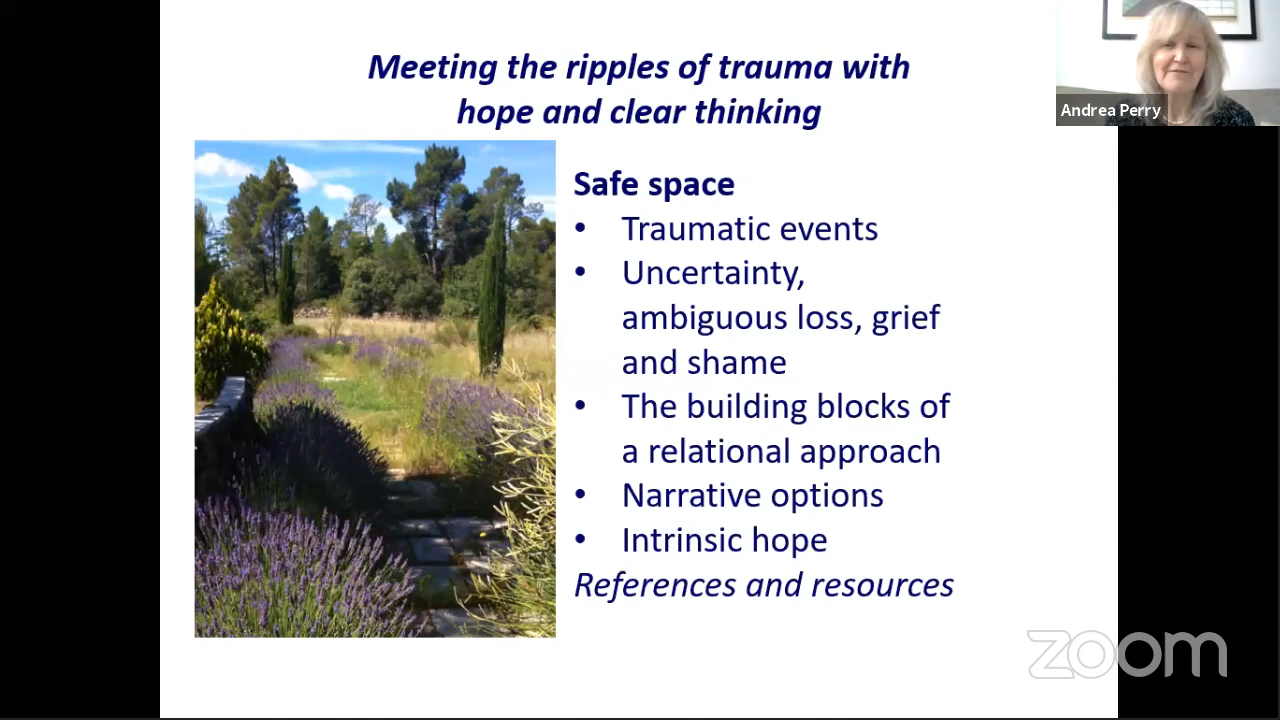 Meeting the ripples of trauma with
hope and clear thinking
Andrea Perry
Safe space
• Traumatic events
• Uncertainty,
ambiguous loss, grief
and shame
• The building blocks of
a relational approach
• Narrative options
• Intrinsic hope
References and resources
zoom